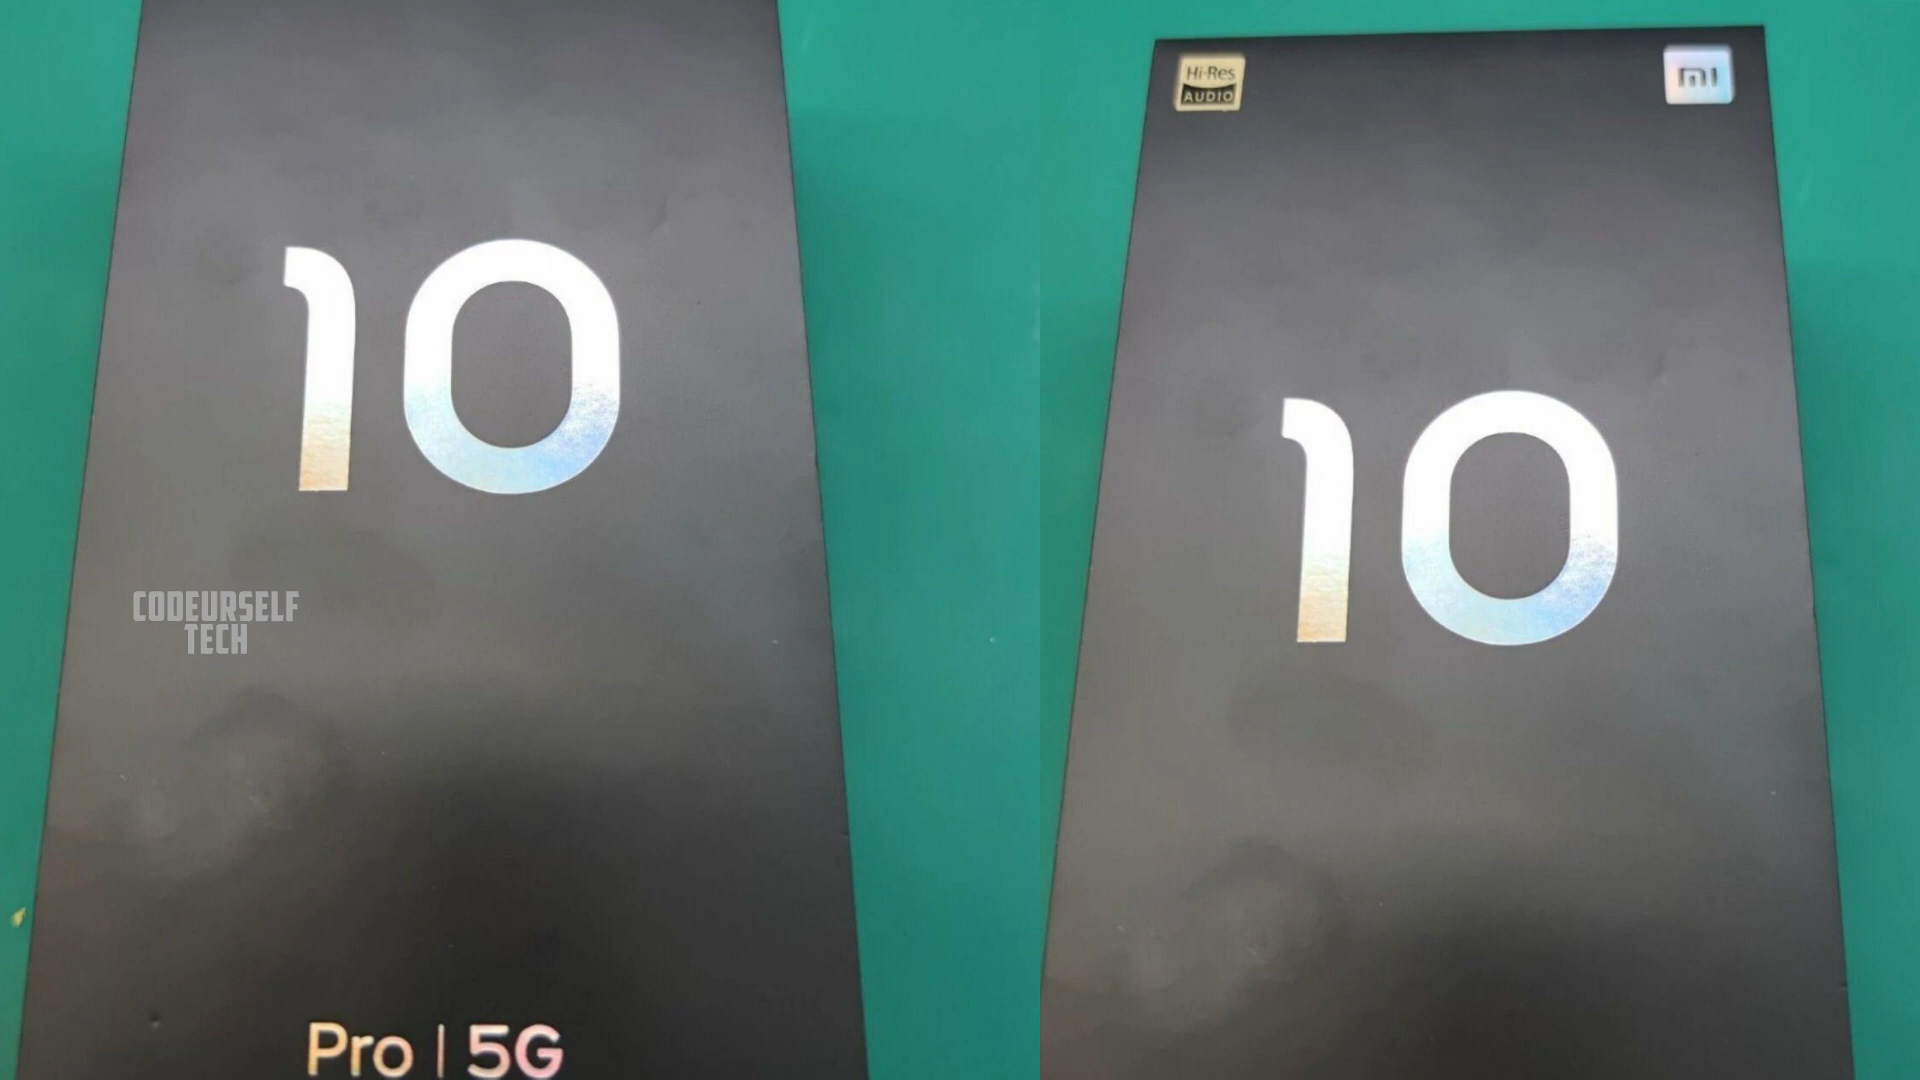 10
CODEURSELF
TECH
Pro | 5G
Hi-Res
AUDIO
mi
10